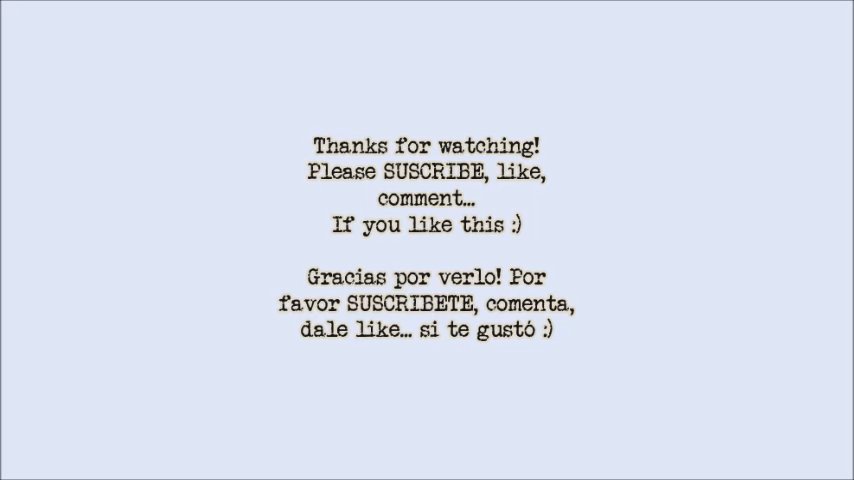 Thanks for watching!
Please SUSCRIBE, like,
comment...
If you like this :)
Gracias por verlo! Por
favor SUSCRIBETE, comenta,
dale like... si te gustó :)